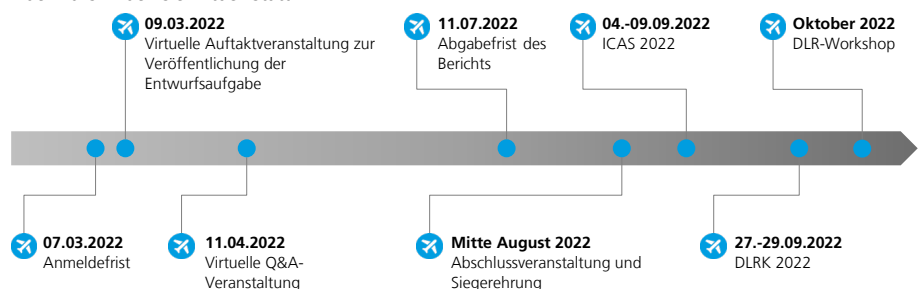 09.03.2022
Virtuelle Auftaktveranstaltung zur
Veröffentlichung der
Entwurfsaufgabe
11.07.2022
Abgabefrist des
Berichts
04.-09.09.2022
ICAS 2022
Oktober 2022
DLR-Workshop
07.03.2022
Anmeldefrist
11.04.2022
Virtuelle Q&A-
Veranstaltung
Mitte August 2022
Abschlussveranstaltung und
Siegerehrung
27.-29.09.2022
DLRK 2022